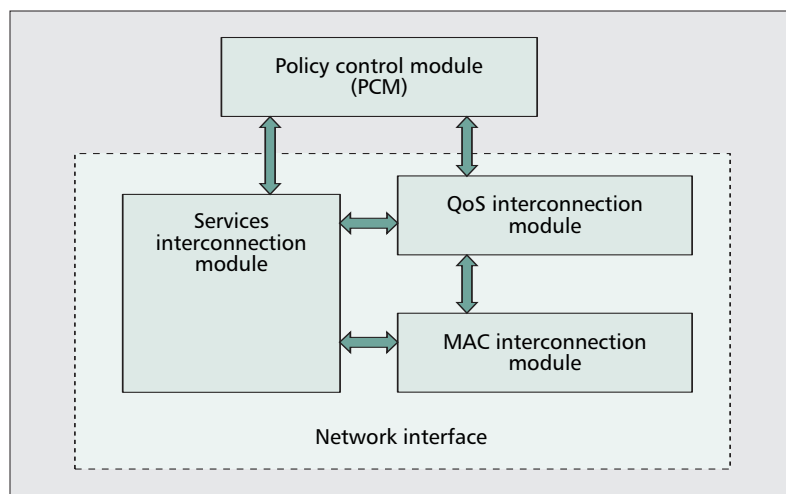 Policy control module
(PCM)
Services
interconnection
module
QoS interconnection
module
MAC interconnection
module
Network interface